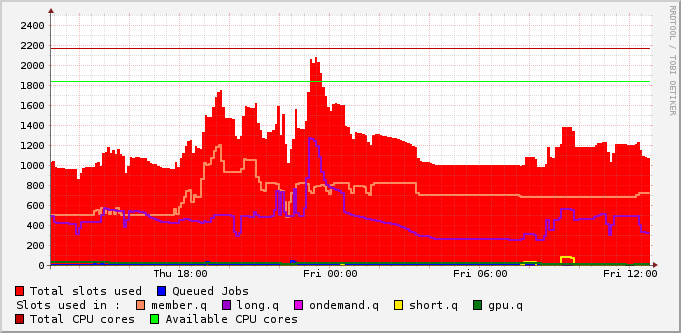 2400
2200
2000
1800
1600
1400
1200
1000
800
600
400
200
0
Thu 18:00 Fri 00:00 Fri 06:00 Fri 12:00
Total slots used Queued Jobs
Slots used in : member.q long.q ondemand.q short.q gpu.q
Total CPU cores Available CPU cores
RRDTOOL / TOBI OETIKER